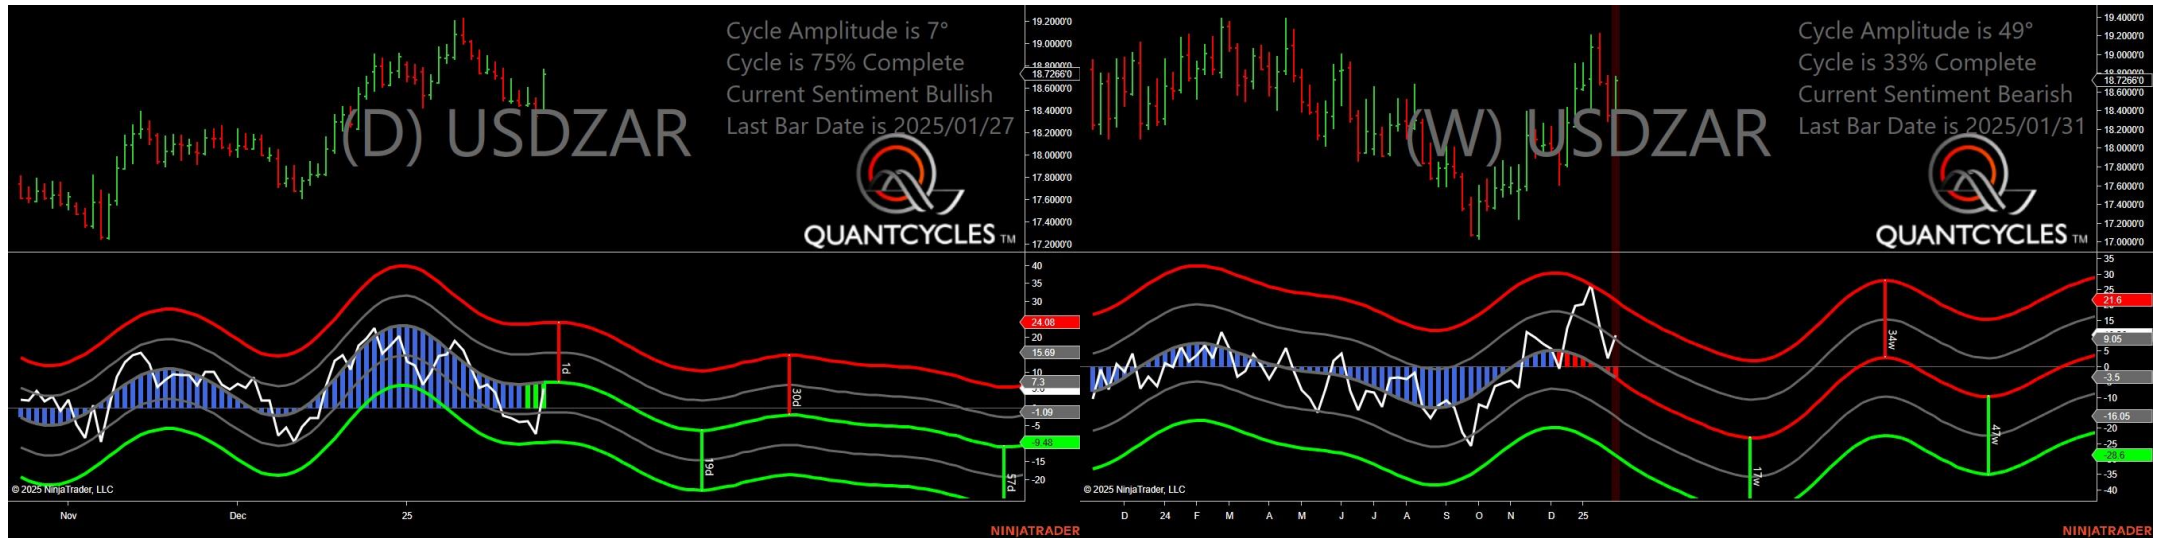 Cycle Amplitude is 7°
Cycle is 75% Complete
Current Sentiment Bullish
Last Bar Date is 2025/01/27
(D) USDZAR
QUANTCYCLES TM
19.2000'0
19.0000'0
18.8000'0
18.7266'0
18.6000'0
18.4000'0
18.2000'0
18.0000'0
17.8000'0
17.6000'0
17.4000'0
17.2000'0
40
35
30
24.08
20
15.69
10
7.3
-1.09
-5
-9.48
-15
-20
1d
30d
19d
57d
© 2025 NinjaTrader, LLC
Nov
Dec
25
NINJATRADER
Cycle Amplitude is 49°
Cycle is 33% Complete
Current Sentiment Bearish
Last Bar Date is 2025/01/31
(W) USDZAR
QUANTCYCLES TM
19.4000'0
19.2000'0
19.0000'0
18.7266'0
18.6000'0
18.4000'0
18.2000'0
18.0000'0
17.8000'0
17.6000'0
17.4000'0
17.2000'0
17.0000'0
35
30
25
21.6
15
9.05
5
0
-3.5
-10
-16.05
-20
-25
-28.6
-35
-40
34w
47w
17w
© 2025 NinjaTrader, LLC
D 24 F M A M J J A S O N D 25
NINJATRADER